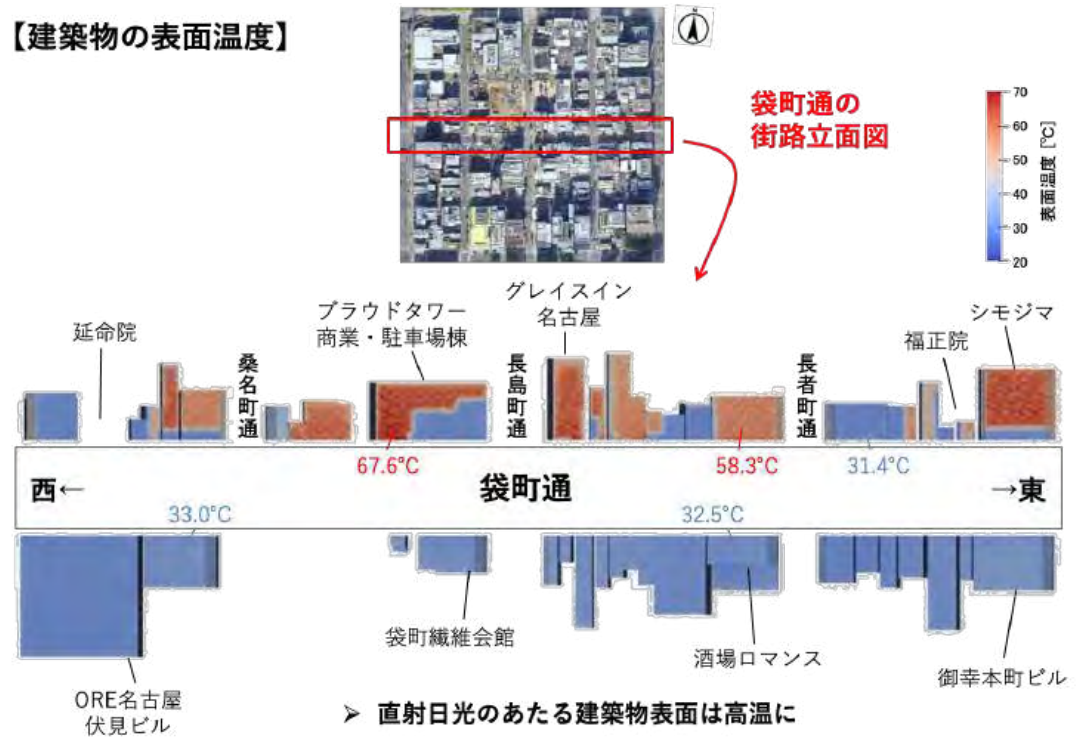 【建築物の表面温度】
N
袋町通の
街路立面図
70
60
50
40
30
20
表面温度 [℃]
延命院
桑名町通
プラウドタワー
商業・駐車場棟
長島町通
グレイスイン
名古屋
長者町通
福正院
シモジマ
67.6°C
58.3°C
31.4°C
西←
袋町通
→東
33.0°C
32.5°C
ORE名古屋
伏見ビル
袋町繊維会館
酒場ロマンス
御幸本町ビル
➢ 直射日光のあたる建築物表面は高温に